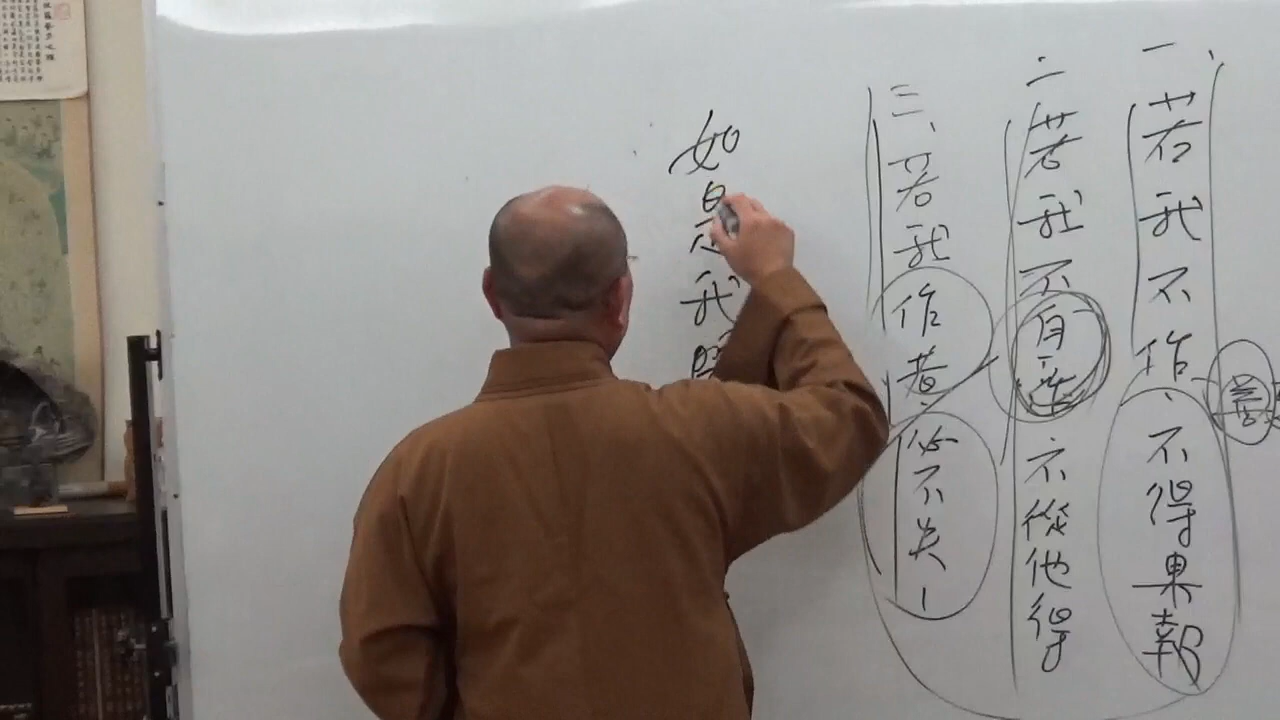 一、若我不作、不得果報
善
二若我不自造不從他得
三、若我作者、必不失
如是我